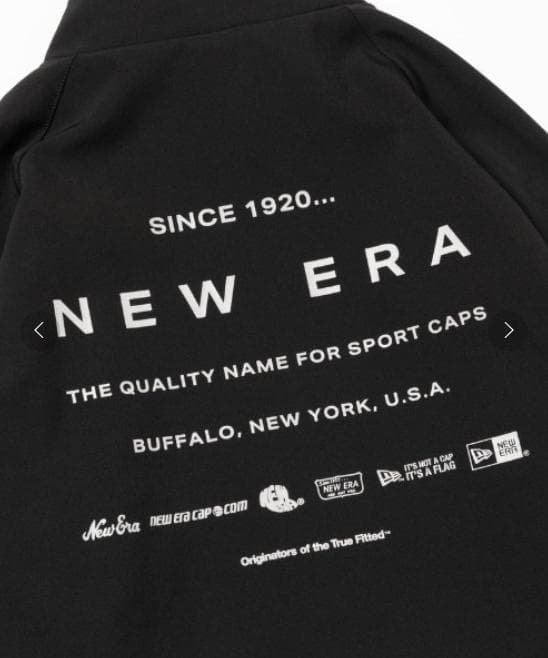 SINCE 1920...
NEW ERA
THE QUALITY NAME FOR SPORT CAPS
BUFFALO, NEW YORK, U.S.A.
New Era
NEW ERA CAP COM
NEW ERA
IT'S NOT A CAP
IT'S A FLAG
NEW
ERA®
Originators of the True Fitted™